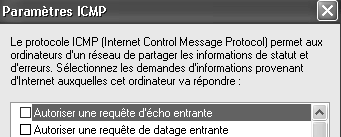 Paramètres ICMP
Le protocole ICMP (Internet Control Message Protocol) permet aux
ordinateurs d'un réseau de partager les informations de statut et
d'erreurs. Sélectionnez les demandes d'informations provenant
d'Internet auxquelles cet ordinateur va répondre :
Autoriser une requête d'écho entrante
Autoriser une requête de datage entrante